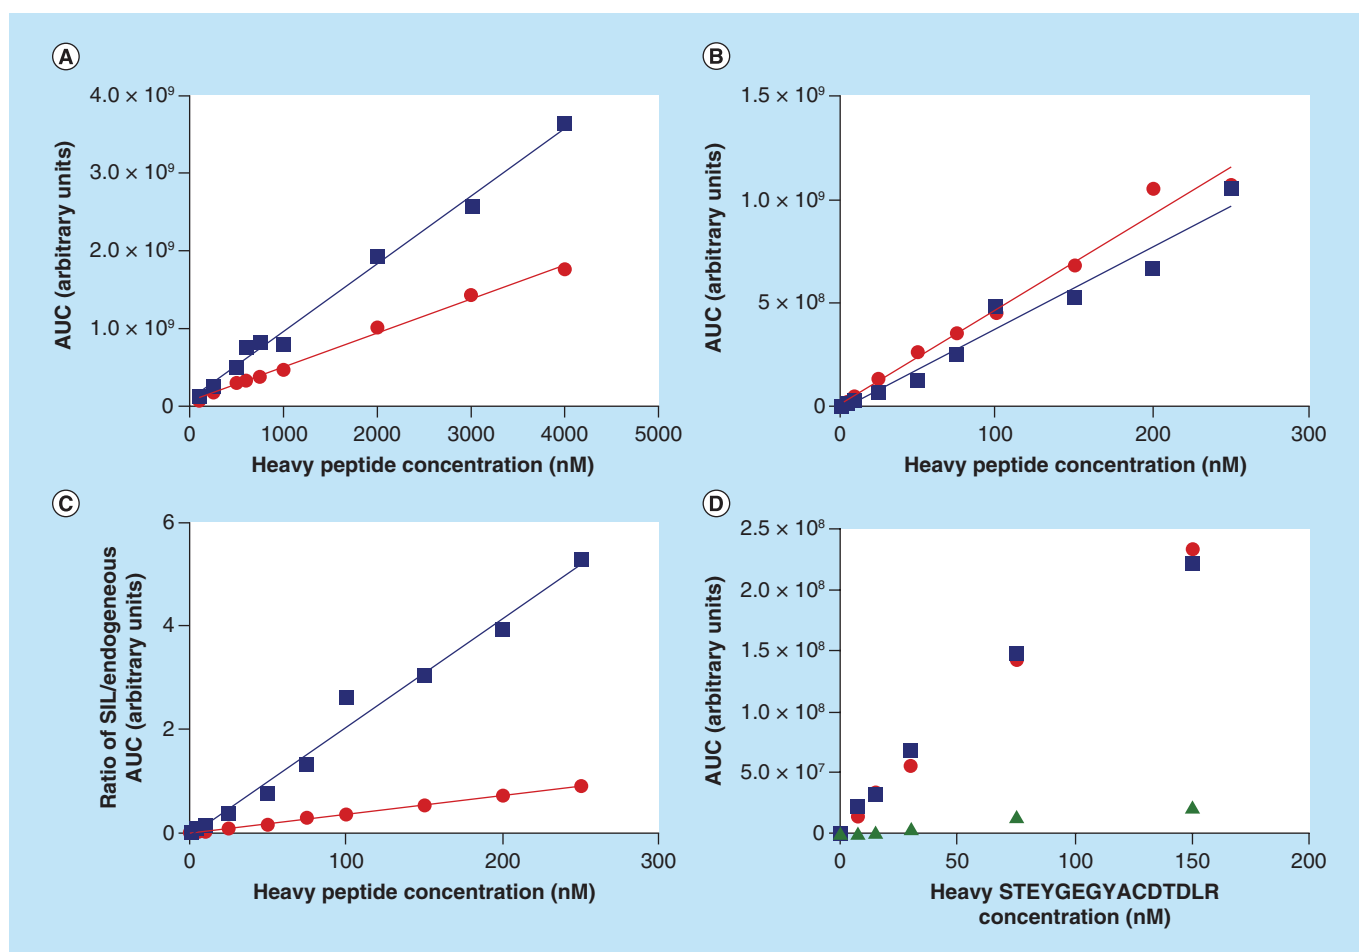 A
4.0 × 10⁹
3.0 × 10⁹
2.0 × 10⁹
1.0 × 10⁹
0
AUC (arbitrary units)
0 1000 2000 3000 4000 5000
Heavy peptide concentration (nM)
B
1.5 × 10⁹
1.0 × 10⁹
5 × 10⁸
0
AUC (arbitrary units)
0 100 200 300
Heavy peptide concentration (nM)
C
6
4
2
0
Ratio of SIL/endogeneous
AUC (arbitrary units)
0 100 200 300
Heavy peptide concentration (nM)
D
2.5 × 10⁸
2.0 × 10⁸
1.5 × 10⁸
1.0 × 10⁸
5.0 × 10⁷
0
AUC (arbitrary units)
0 50 100 150 200
Heavy STEYGEGYACDTDLR
concentration (nM)